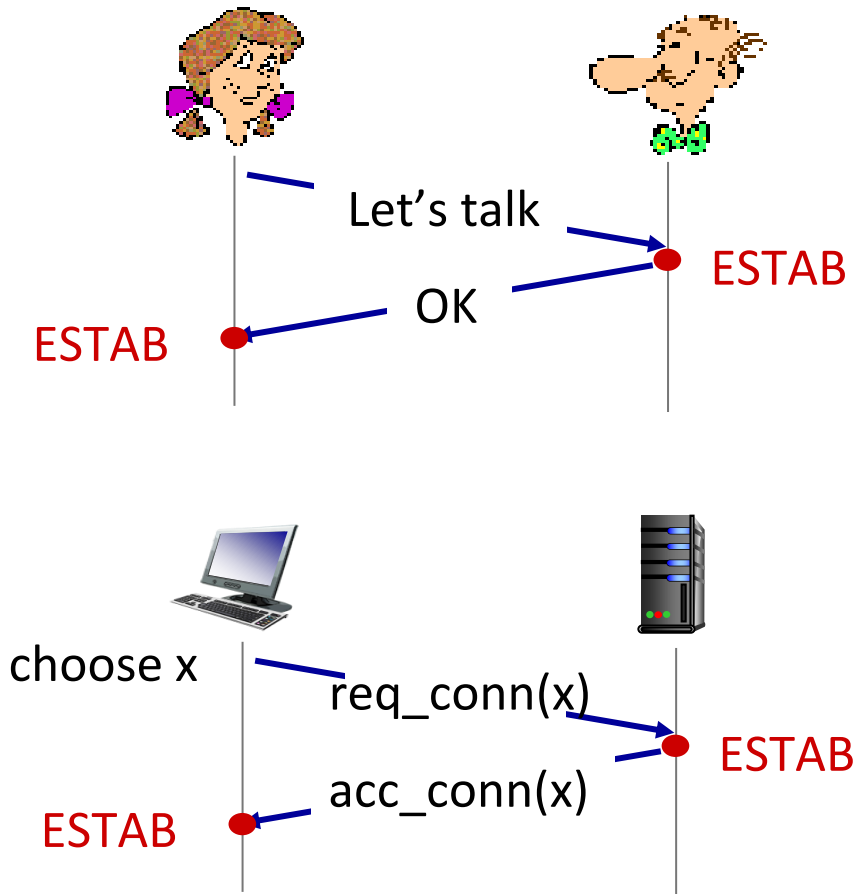 Let’s talk
ESTAB
OK
ESTAB
choose x
req_conn(x)
ESTAB
acc_conn(x)
ESTAB